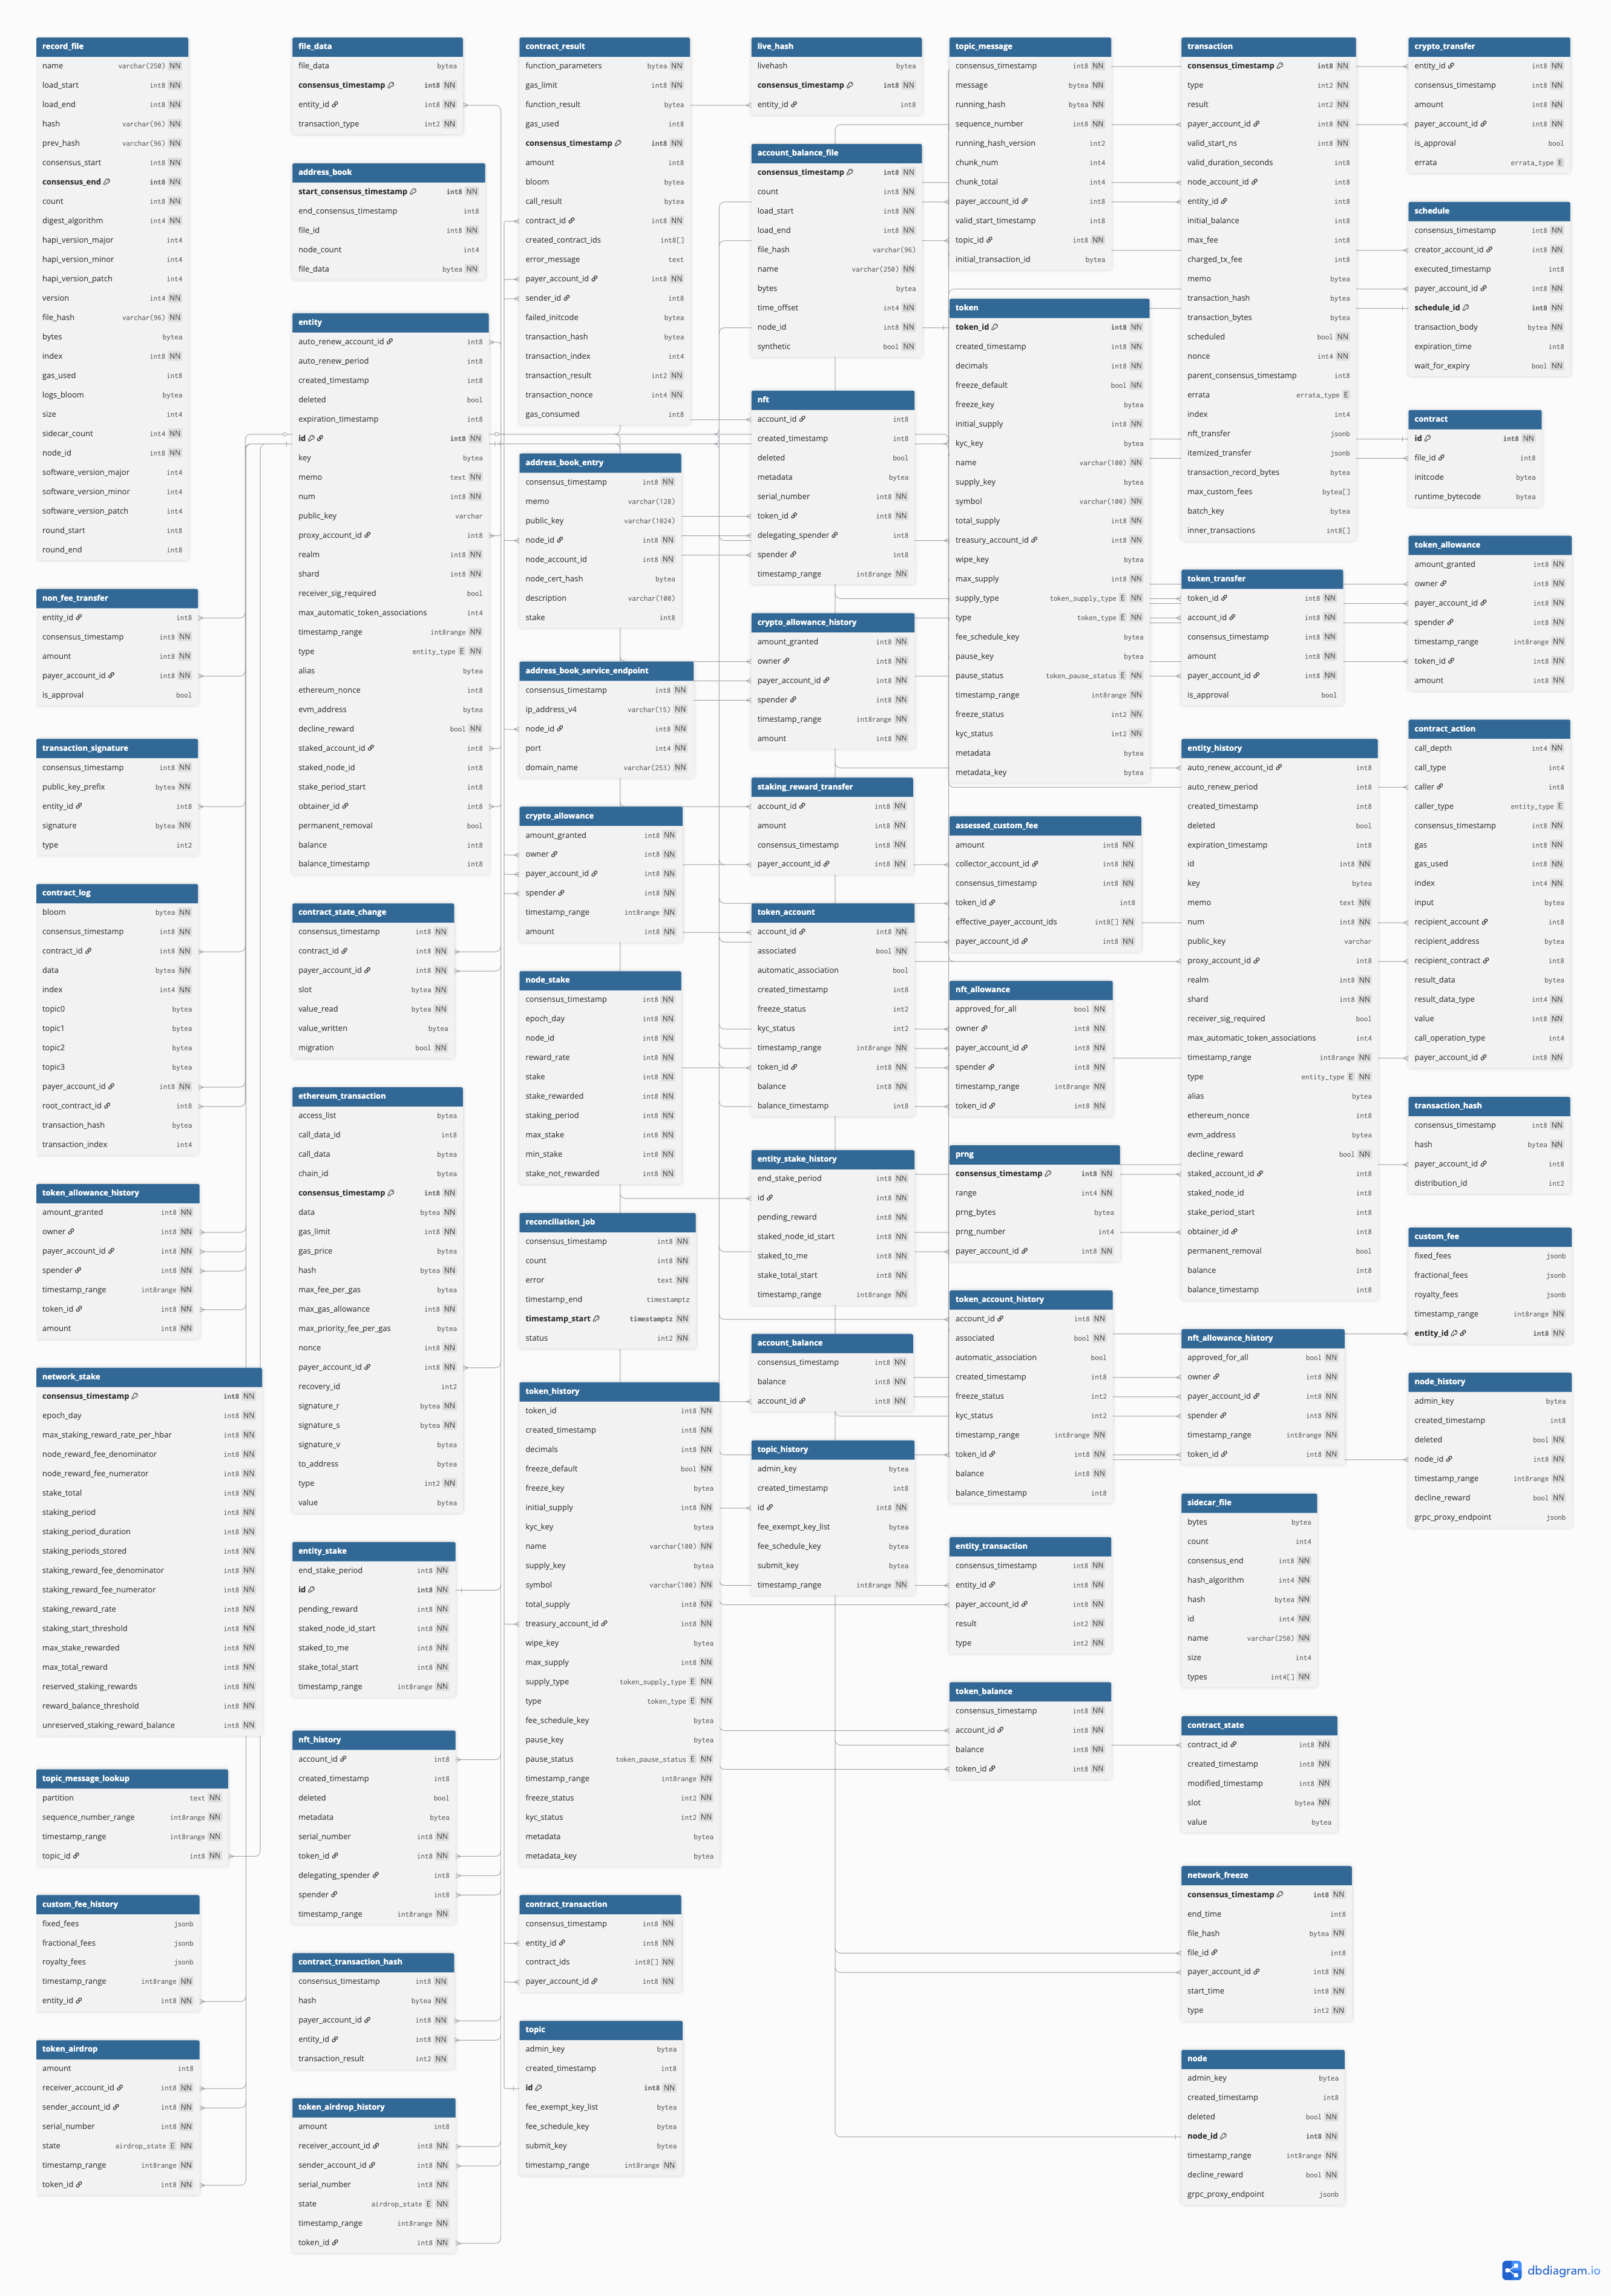 record_file
name varchar(250) NN
load_start int8 NN
load_end int8 NN
hash varchar(96) NN
prev_hash varchar(96) NN
consensus_start int8 NN
consensus_end int8 NN
count int8 NN
digest_algorithm int4 NN
hapi_version_major int4
hapi_version_minor int4
hapi_version_patch int4
version int4 NN
file_hash varchar(96) NN
bytes bytea
index int8 NN
gas_used int8
logs_bloom bytea
size int4
sidecar_count int4 NN
node_id int8 NN
software_version_major int4
software_version_minor int4
software_version_patch int4
round_start int8
round_end int8
non_fee_transfer
entity_id int8
consensus_timestamp int8 NN
amount int8 NN
payer_account_id int8 NN
is_approval bool
transaction_signature
consensus_timestamp int8 NN
public_key_prefix bytea NN
entity_id int8
signature bytea NN
type int2
contract_log
bloom bytea NN
consensus_timestamp int8 NN
contract_id int8 NN
data bytea NN
index int4 NN
topic0 bytea
topic1 bytea
topic2 bytea
topic3 bytea
payer_account_id int8 NN
root_contract_id int8
transaction_hash bytea
transaction_index int4
token_allowance_history
amount_granted int8 NN
owner int8 NN
payer_account_id int8 NN
spender int8 NN
timestamp_range int8range NN
token_id int8 NN
amount int8 NN
network_stake
consensus_timestamp int8 NN
epoch_day int8 NN
max_staking_reward_rate_per_hbar int8 NN
node_reward_fee_denominator int8 NN
node_reward_fee_numerator int8 NN
stake_total int8 NN
staking_period int8 NN
staking_period_duration int8 NN
staking_periods_stored int8 NN
staking_reward_fee_denominator int8 NN
staking_reward_fee_numerator int8 NN
staking_reward_rate int8 NN
staking_start_threshold int8 NN
max_stake_rewarded int8 NN
max_total_reward int8 NN
reserved_staking_rewards int8 NN
reward_balance_threshold int8 NN
unreserved_staking_reward_balance int8 NN
topic_message_lookup
partition text NN
sequence_number_range int8range NN
timestamp_range int8range NN
topic_id int8 NN
custom_fee_history
fixed_fees jsonb
fractional_fees jsonb
royalty_fees jsonb
timestamp_range int8range NN
entity_id int8 NN
token_airdrop
amount int8
receiver_account_id int8 NN
sender_account_id int8 NN
serial_number int8 NN
state airdrop_state E NN
timestamp_range int8range NN
token_id int8 NN
file_data
file_data bytea
consensus_timestamp int8 NN
entity_id int8 NN
transaction_type int2 NN
address_book
start_consensus_timestamp int8 NN
end_consensus_timestamp int8
file_id int8 NN
node_count int4
file_data bytea NN
entity
auto_renew_account_id int8
auto_renew_period int8
created_timestamp int8
deleted bool
expiration_timestamp int8
id int8 NN
key bytea
memo text NN
num int8 NN
public_key varchar
proxy_account_id int8
realm int8 NN
shard int8 NN
receiver_sig_required bool
max_automatic_token_associations int4
timestamp_range int8range NN
type entity_type E NN
alias bytea
ethereum_nonce int8
evm_address bytea
decline_reward bool NN
staked_account_id int8
staked_node_id int8
stake_period_start int8
obtainer_id int8
permanent_removal bool
balance int8
balance_timestamp int8
contract_state_change
consensus_timestamp int8 NN
contract_id int8 NN
payer_account_id int8 NN
slot bytea NN
value_read bytea NN
value_written bytea
migration bool NN
ethereum_transaction
access_list bytea
call_data_id int8
call_data bytea
chain_id bytea
consensus_timestamp int8 NN
data bytea NN
gas_limit int8 NN
gas_price bytea
hash bytea NN
max_fee_per_gas bytea
max_gas_allowance int8 NN
max_priority_fee_per_gas bytea
nonce int8 NN
payer_account_id int8 NN
recovery_id int2
signature_r bytea NN
signature_s bytea NN
signature_v bytea
to_address bytea
type int2 NN
value bytea
entity_stake
end_stake_period int8 NN
id int8 NN
pending_reward int8 NN
staked_node_id_start int8 NN
staked_to_me int8 NN
stake_total_start int8 NN
timestamp_range int8range NN
nft_history
account_id int8
created_timestamp int8
deleted bool
metadata bytea
serial_number int8 NN
token_id int8 NN
delegating_spender int8
spender int8
timestamp_range int8range NN
contract_transaction_hash
consensus_timestamp int8 NN
hash bytea NN
payer_account_id int8 NN
entity_id int8 NN
transaction_result int2 NN
token_airdrop_history
amount int8
receiver_account_id int8 NN
sender_account_id int8 NN
serial_number int8 NN
state airdrop_state E NN
timestamp_range int8range NN
token_id int8 NN
contract_result
function_parameters bytea NN
gas_limit int8 NN
function_result bytea
gas_used int8
consensus_timestamp int8 NN
amount int8
bloom bytea
call_result bytea
contract_id int8 NN
created_contract_ids int8[]
error_message text
payer_account_id int8 NN
sender_id int8
failed_initcode bytea
transaction_hash bytea
transaction_index int4
transaction_result int2 NN
transaction_nonce int4 NN
gas_consumed int8
address_book_entry
consensus_timestamp int8 NN
memo varchar(128)
public_key varchar(1024)
node_id int8 NN
node_account_id int8 NN
node_cert_hash bytea
description varchar(100)
stake int8
address_book_service_endpoint
consensus_timestamp int8 NN
ip_address_v4 varchar(15) NN
node_id int8 NN
port int4 NN
domain_name varchar(253) NN
crypto_allowance
amount_granted int8 NN
owner int8 NN
payer_account_id int8 NN
spender int8 NN
timestamp_range int8range NN
amount int8 NN
node_stake
consensus_timestamp int8 NN
epoch_day int8 NN
node_id int8 NN
reward_rate int8 NN
stake int8 NN
stake_rewarded int8 NN
staking_period int8 NN
max_stake int8 NN
min_stake int8 NN
stake_not_rewarded int8 NN
reconciliation_job
consensus_timestamp int8 NN
count int8 NN
error text NN
timestamp_end timestamptz
timestamp_start timestamptz NN
status int2 NN
token_history
token_id int8 NN
created_timestamp int8 NN
decimals int8 NN
freeze_default bool NN
freeze_key bytea
initial_supply int8 NN
kyc_key bytea
name varchar(100) NN
supply_key bytea
symbol varchar(100) NN
total_supply int8 NN
treasury_account_id int8 NN
wipe_key bytea
max_supply int8 NN
supply_type token_supply_type E NN
type token_type E NN
fee_schedule_key bytea
pause_key bytea
pause_status token_pause_status E NN
timestamp_range int8range NN
freeze_status int2 NN
kyc_status int2 NN
metadata bytea
metadata_key bytea
contract_transaction
consensus_timestamp int8 NN
entity_id int8 NN
contract_ids int8[] NN
payer_account_id int8 NN
topic
admin_key bytea
created_timestamp int8
id int8 NN
fee_exempt_key_list bytea
fee_schedule_key bytea
submit_key bytea
timestamp_range int8range NN
live_hash
livehash bytea
consensus_timestamp int8 NN
entity_id int8
account_balance_file
consensus_timestamp int8 NN
count int8 NN
load_start int8 NN
load_end int8 NN
file_hash varchar(96)
name varchar(250) NN
bytes bytea
time_offset int4 NN
node_id int8 NN
synthetic bool NN
nft
account_id int8
created_timestamp int8
deleted bool
metadata bytea
serial_number int8 NN
token_id int8 NN
delegating_spender int8
spender int8
timestamp_range int8range NN
crypto_allowance_history
amount_granted int8 NN
owner int8 NN
payer_account_id int8 NN
spender int8 NN
timestamp_range int8range NN
amount int8 NN
staking_reward_transfer
account_id int8 NN
amount int8 NN
consensus_timestamp int8 NN
payer_account_id int8 NN
token_account
account_id int8 NN
associated bool NN
automatic_association bool
created_timestamp int8
freeze_status int2
kyc_status int2
timestamp_range int8range NN
token_id int8 NN
balance int8 NN
balance_timestamp int8
entity_stake_history
end_stake_period int8 NN
id int8 NN
pending_reward int8 NN
staked_node_id_start int8 NN
staked_to_me int8 NN
stake_total_start int8 NN
timestamp_range int8range NN
account_balance
consensus_timestamp int8 NN
balance int8 NN
account_id int8 NN
topic_history
admin_key bytea
created_timestamp int8
id int8 NN
fee_exempt_key_list bytea
fee_schedule_key bytea
submit_key bytea
timestamp_range int8range NN
topic_message
consensus_timestamp int8 NN
message bytea NN
running_hash bytea NN
sequence_number int8 NN
running_hash_version int2
chunk_num int4
chunk_total int4
payer_account_id int8
valid_start_timestamp int8
topic_id int8 NN
initial_transaction_id bytea
token
token_id int8 NN
created_timestamp int8 NN
decimals int8 NN
freeze_default bool NN
freeze_key bytea
initial_supply int8 NN
kyc_key bytea
name varchar(100) NN
supply_key bytea
symbol varchar(100) NN
total_supply int8 NN
treasury_account_id int8 NN
wipe_key bytea
max_supply int8 NN
supply_type token_supply_type E NN
type token_type E NN
fee_schedule_key bytea
pause_key bytea
pause_status token_pause_status E NN
timestamp_range int8range NN
freeze_status int2 NN
kyc_status int2 NN
metadata bytea
metadata_key bytea
assessed_custom_fee
amount int8 NN
collector_account_id int8 NN
consensus_timestamp int8 NN
token_id int8
effective_payer_account_ids int8[] NN
payer_account_id int8 NN
nft_allowance
approved_for_all bool NN
owner int8 NN
payer_account_id int8 NN
spender int8 NN
timestamp_range int8range NN
token_id int8 NN
prng
consensus_timestamp int8 NN
range int4 NN
prng_bytes bytea
prng_number int4
payer_account_id int8 NN
token_account_history
account_id int8 NN
associated bool NN
automatic_association bool
created_timestamp int8
freeze_status int2
kyc_status int2
timestamp_range int8range NN
token_id int8 NN
balance int8 NN
balance_timestamp int8
entity_transaction
consensus_timestamp int8 NN
entity_id int8 NN
payer_account_id int8 NN
result int2 NN
type int2 NN
token_balance
consensus_timestamp int8 NN
account_id int8 NN
balance int8 NN
token_id int8 NN
transaction
consensus_timestamp int8 NN
type int2 NN
result int2 NN
payer_account_id int8 NN
valid_start_ns int8 NN
valid_duration_seconds int8
node_account_id int8
entity_id int8
initial_balance int8
max_fee int8
charged_tx_fee int8
memo bytea
transaction_hash bytea
transaction_bytes bytea
scheduled bool NN
nonce int4 NN
parent_consensus_timestamp int8
errata errata_type E
index int4
nft_transfer jsonb
itemized_transfer jsonb
transaction_record_bytes bytea
max_custom_fees bytea[]
batch_key bytea
inner_transactions int8[]
token_transfer
token_id int8 NN
account_id int8 NN
consensus_timestamp int8 NN
amount int8 NN
payer_account_id int8 NN
is_approval bool
entity_history
auto_renew_account_id int8
auto_renew_period int8
created_timestamp int8
deleted bool
expiration_timestamp int8
id int8 NN
key bytea
memo text NN
num int8 NN
public_key varchar
proxy_account_id int8
realm int8 NN
shard int8 NN
receiver_sig_required bool
max_automatic_token_associations int4
timestamp_range int8range NN
type entity_type E NN
alias bytea
ethereum_nonce int8
evm_address bytea
decline_reward bool NN
staked_account_id int8
staked_node_id int8
stake_period_start int8
obtainer_id int8
permanent_removal bool
balance int8
balance_timestamp int8
nft_allowance_history
approved_for_all bool NN
owner int8 NN
payer_account_id int8 NN
spender int8 NN
timestamp_range int8range NN
token_id int8 NN
sidecar_file
bytes bytea
count int4
consensus_end int8 NN
hash_algorithm int4 NN
hash bytea NN
id int4 NN
name varchar(250) NN
size int4
types int4[] NN
contract_state
contract_id int8 NN
created_timestamp int8 NN
modified_timestamp int8 NN
slot bytea NN
value bytea
network_freeze
consensus_timestamp int8 NN
end_time int8
file_hash bytea NN
file_id int8
payer_account_id int8 NN
start_time int8 NN
type int2 NN
node
admin_key bytea
created_timestamp int8
deleted bool NN
node_id int8 NN
timestamp_range int8range NN
decline_reward bool NN
grpc_proxy_endpoint jsonb
crypto_transfer
entity_id int8 NN
consensus_timestamp int8 NN
amount int8 NN
payer_account_id int8 NN
is_approval bool
errata errata_type E
schedule
consensus_timestamp int8 NN
creator_account_id int8 NN
executed_timestamp int8
payer_account_id int8 NN
schedule_id int8 NN
transaction_body bytea NN
expiration_time int8
wait_for_expiry bool NN
contract
id int8 NN
file_id int8
initcode bytea
runtime_bytecode bytea
token_allowance
amount_granted int8 NN
owner int8 NN
payer_account_id int8 NN
spender int8 NN
timestamp_range int8range NN
token_id int8 NN
amount int8 NN
contract_action
call_depth int4 NN
call_type int4
caller int8
caller_type entity_type E
consensus_timestamp int8 NN
gas int8 NN
gas_used int8 NN
index int4 NN
input bytea
recipient_account int8
recipient_address bytea
recipient_contract int8
result_data bytea
result_data_type int4 NN
value int8 NN
call_operation_type int4
payer_account_id int8 NN
transaction_hash
consensus_timestamp int8 NN
hash bytea NN
payer_account_id int8
distribution_id int2
custom_fee
fixed_fees jsonb
fractional_fees jsonb
royalty_fees jsonb
timestamp_range int8range NN
entity_id int8 NN
node_history
admin_key bytea
created_timestamp int8
deleted bool NN
node_id int8 NN
timestamp_range int8range NN
decline_reward bool NN
grpc_proxy_endpoint jsonb
dbdiagram.io